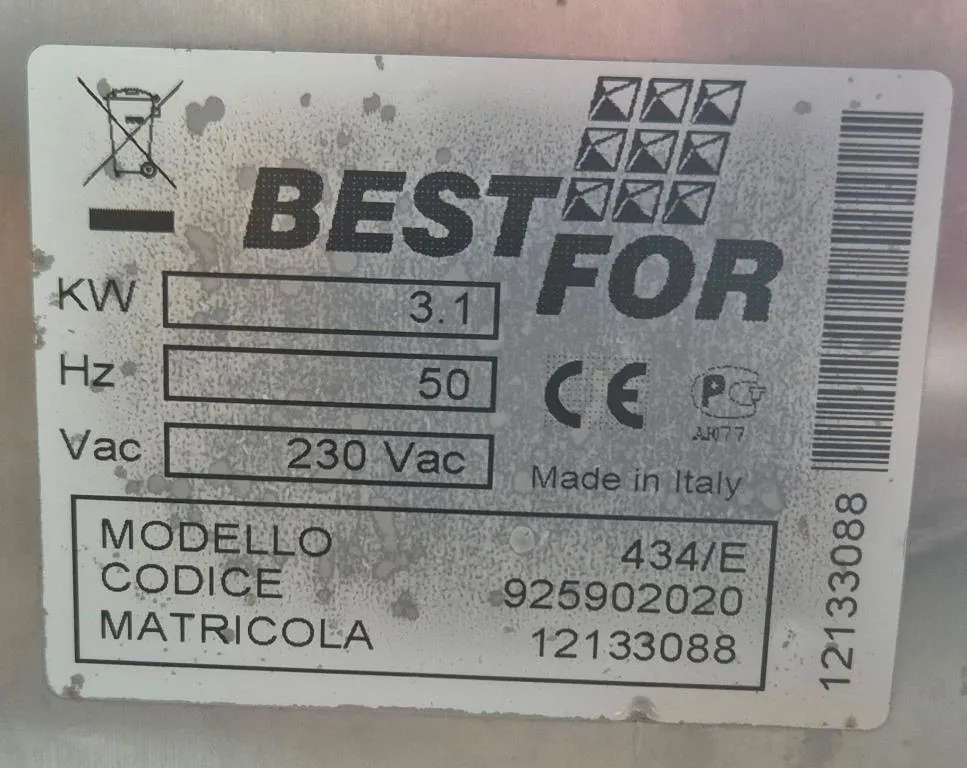 BEST
FOR
KW 3.1
Hz 50
Vac 230 Vac
CE
Made in Italy
MODELLO 434/E
CODICE 925902020
MATRICOLA 12133088
12133088